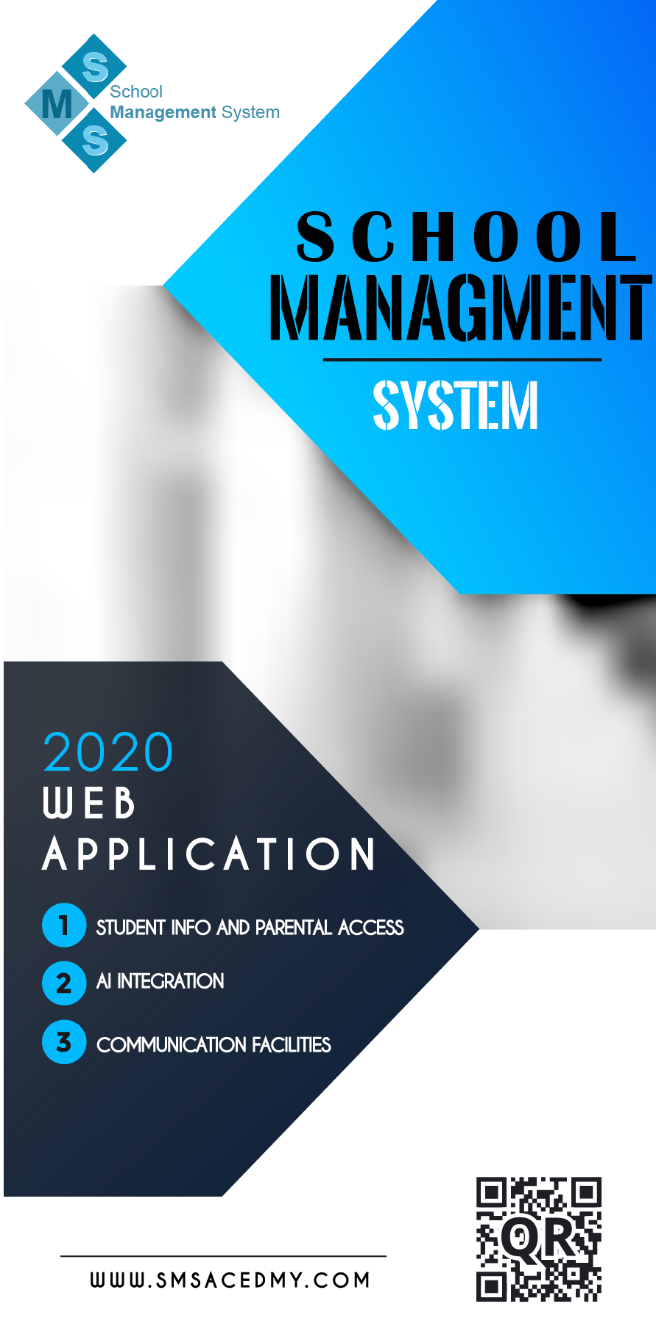 S
M
S
School
Management System
SCHOOL
MANAGMENT
SYSTEM
2020
WEB
APPLICATION
1 STUDENT INFO AND PARENTAL ACCESS
2 AI INTEGRATION
3 COMMUNICATION FACILITIES
QR
WWW.SMSACEDMY.COM